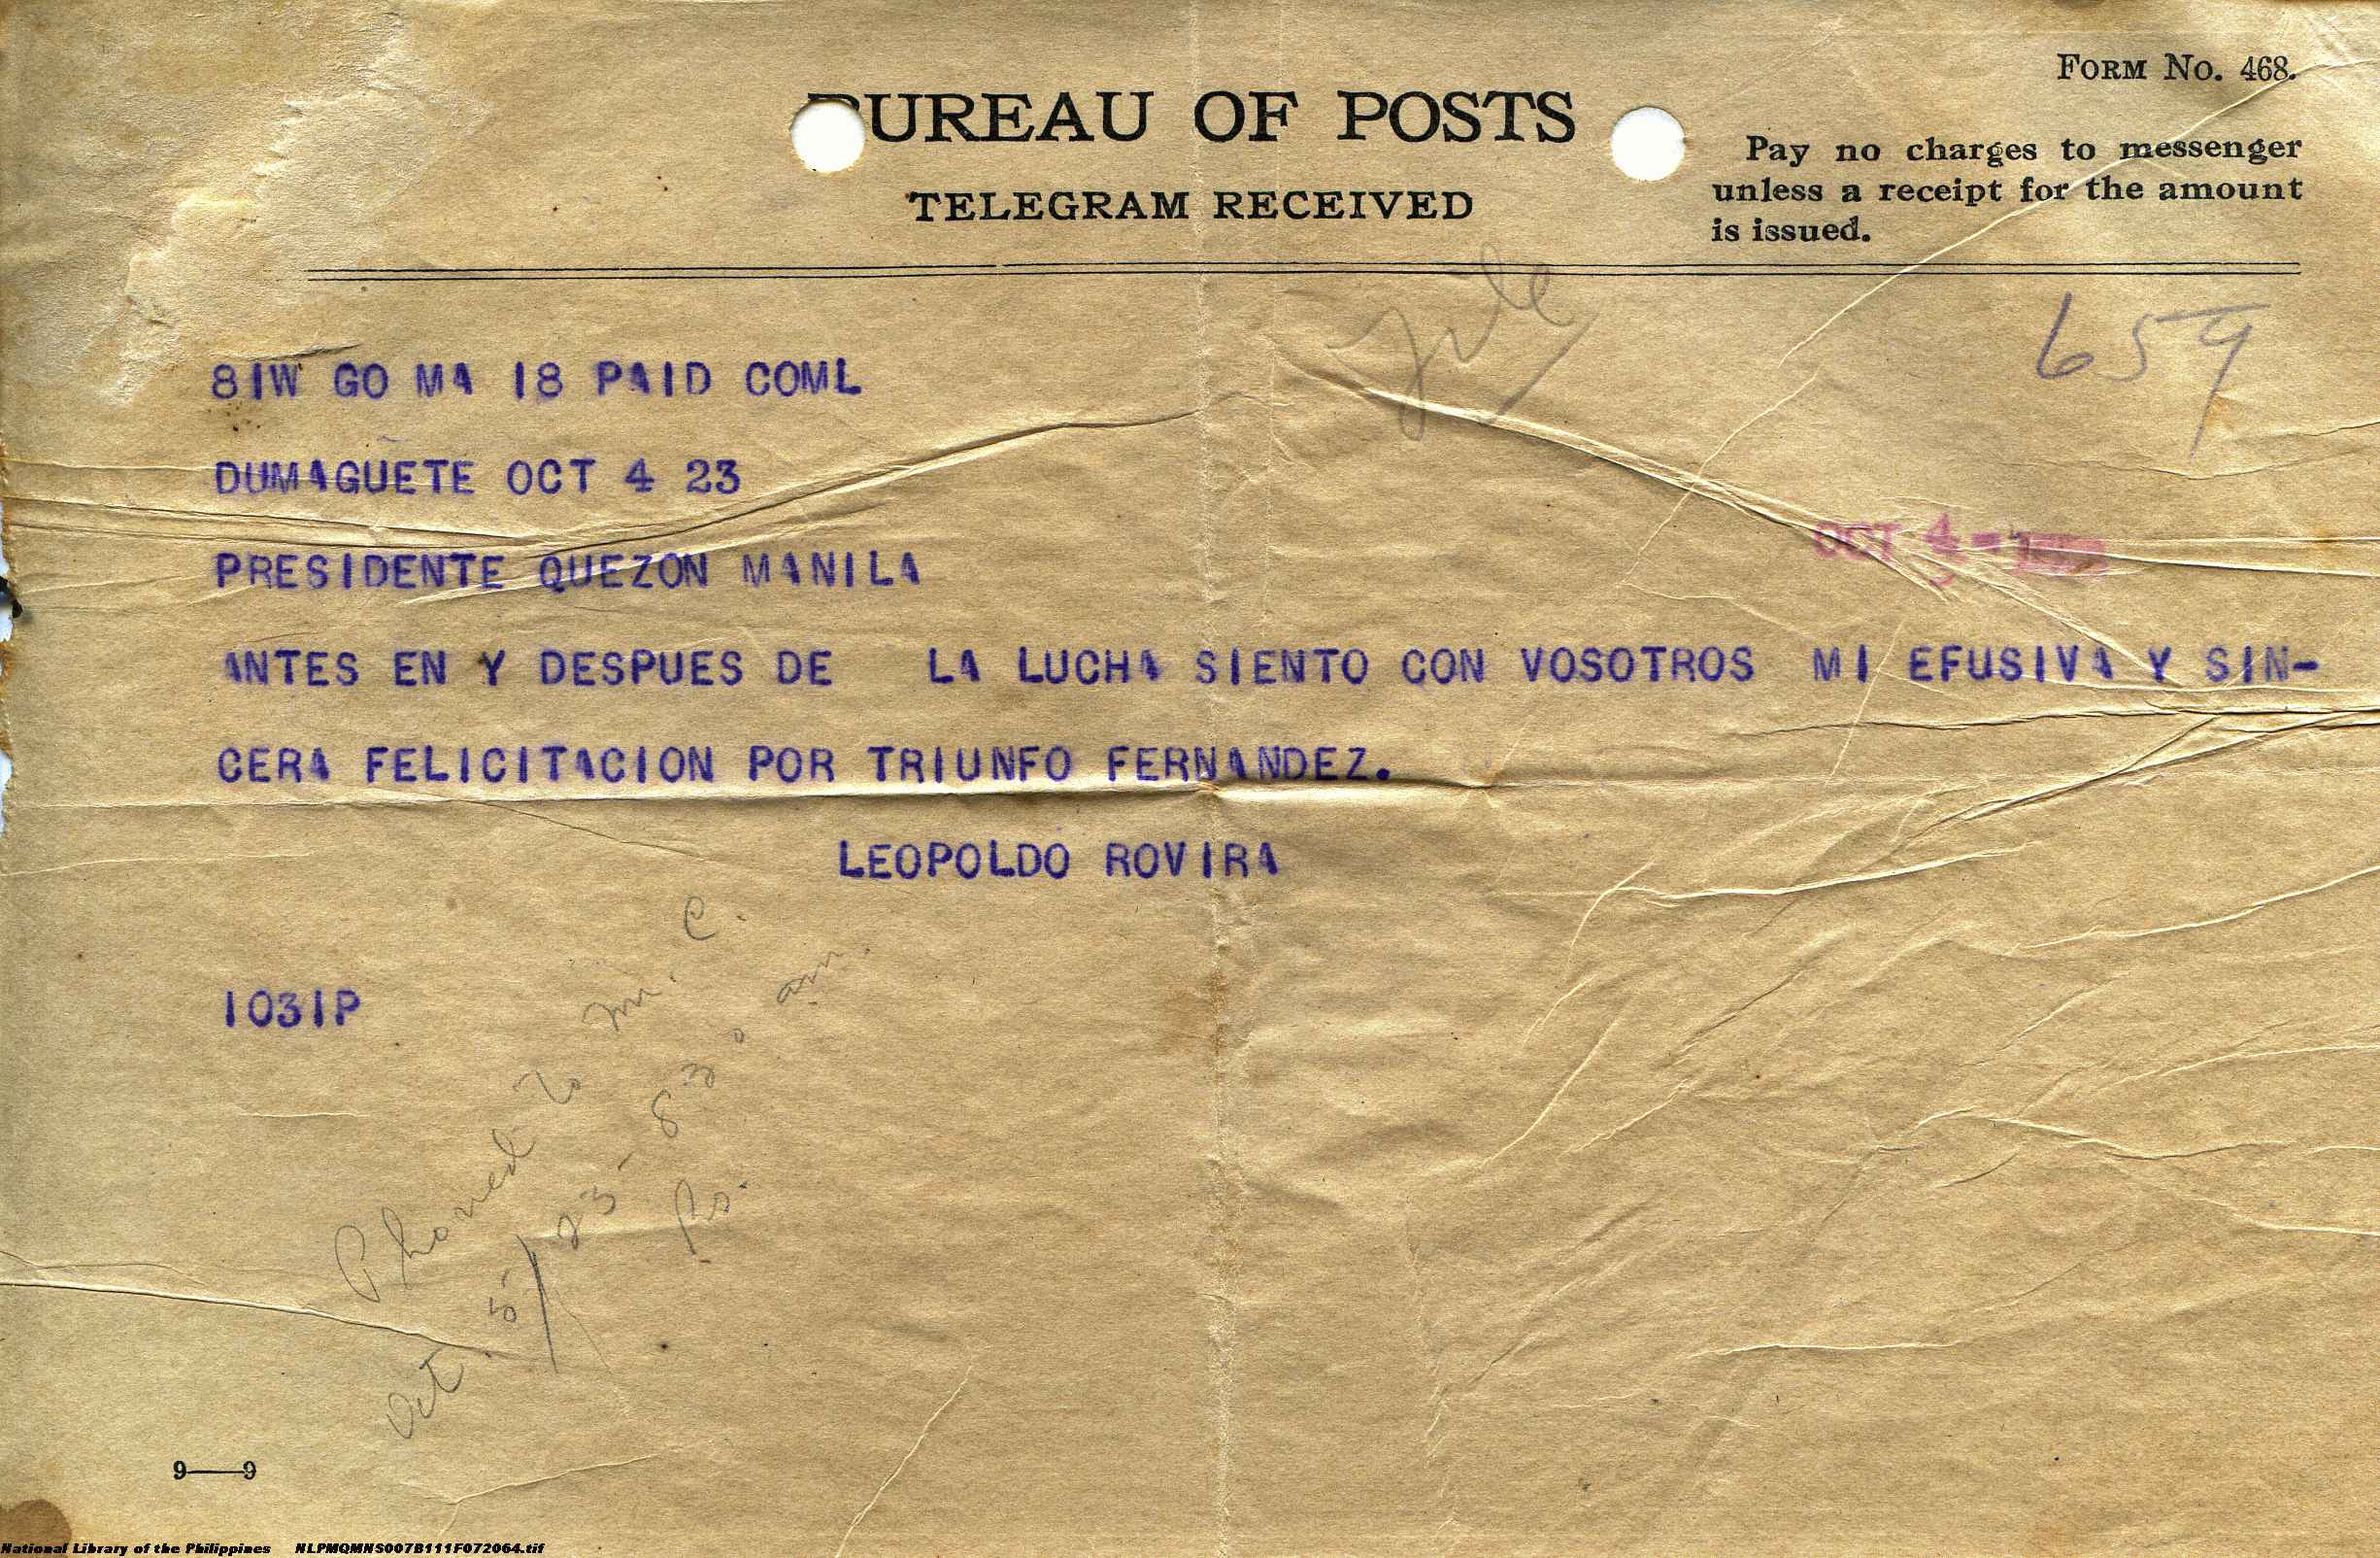 FORM NO. 468.
BUREAU OF POSTS
TELEGRAM RECEIVED
Pay no charges to messenger
unless a receipt for the amount
is issued.
File
659
81W GO MA 18 PAID COML
DUMAGUETE OCT 4 23
OCT 4 -
PRESIDENTE QUEZON MANILA
ANTES EN Y DESPUES DE LA LUCHA SIENTO CON VOSOTROS MI EFUSIVA Y SIN-
CERA FELICITACION POR TRIUNFO FERNANDEZ.
LEOPOLDO ROVIRA
1031P
Phoned to m. C.
Oct. 5/23 - 8 30 am.
9—9
National Library of the Philippines NLPMQMNS007B111F072064.tif